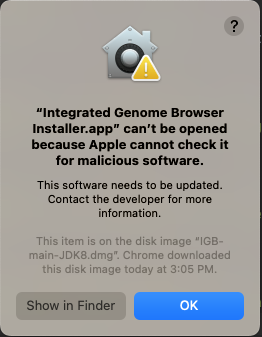 ?
“Integrated Genome Browser
Installer.app” can’t be opened
because Apple cannot check it
for malicious software.
This software needs to be updated.
Contact the developer for more
information.
This item is on the disk image “IGB-
main-JDK8.dmg”. Chrome downloaded
this disk image today at 3:05 PM.
Show in Finder OK